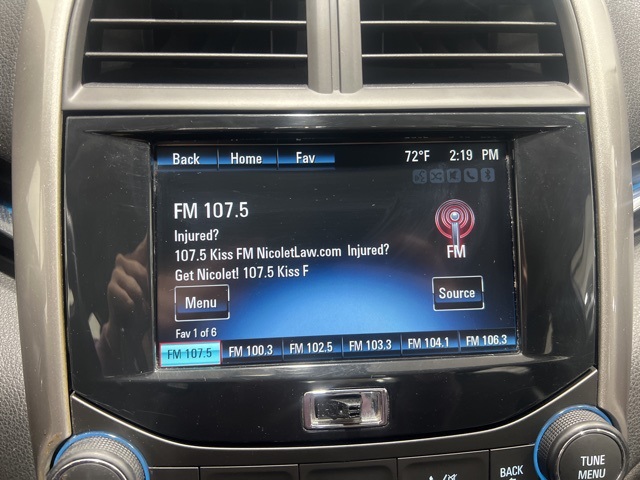 Back Home Fav 72°F 2:19 PM
FM 107.5
Injured?
107.5 Kiss FM NicoletLaw.com Injured?
Get Nicolet! 107.5 Kiss F
FM
Menu
Source
Fav 1 of 6
FM 107.5 FM 100.3 FM 102.5 FM 103.3 FM 104.1 FM 106.3
BACK
TUNE
MENU